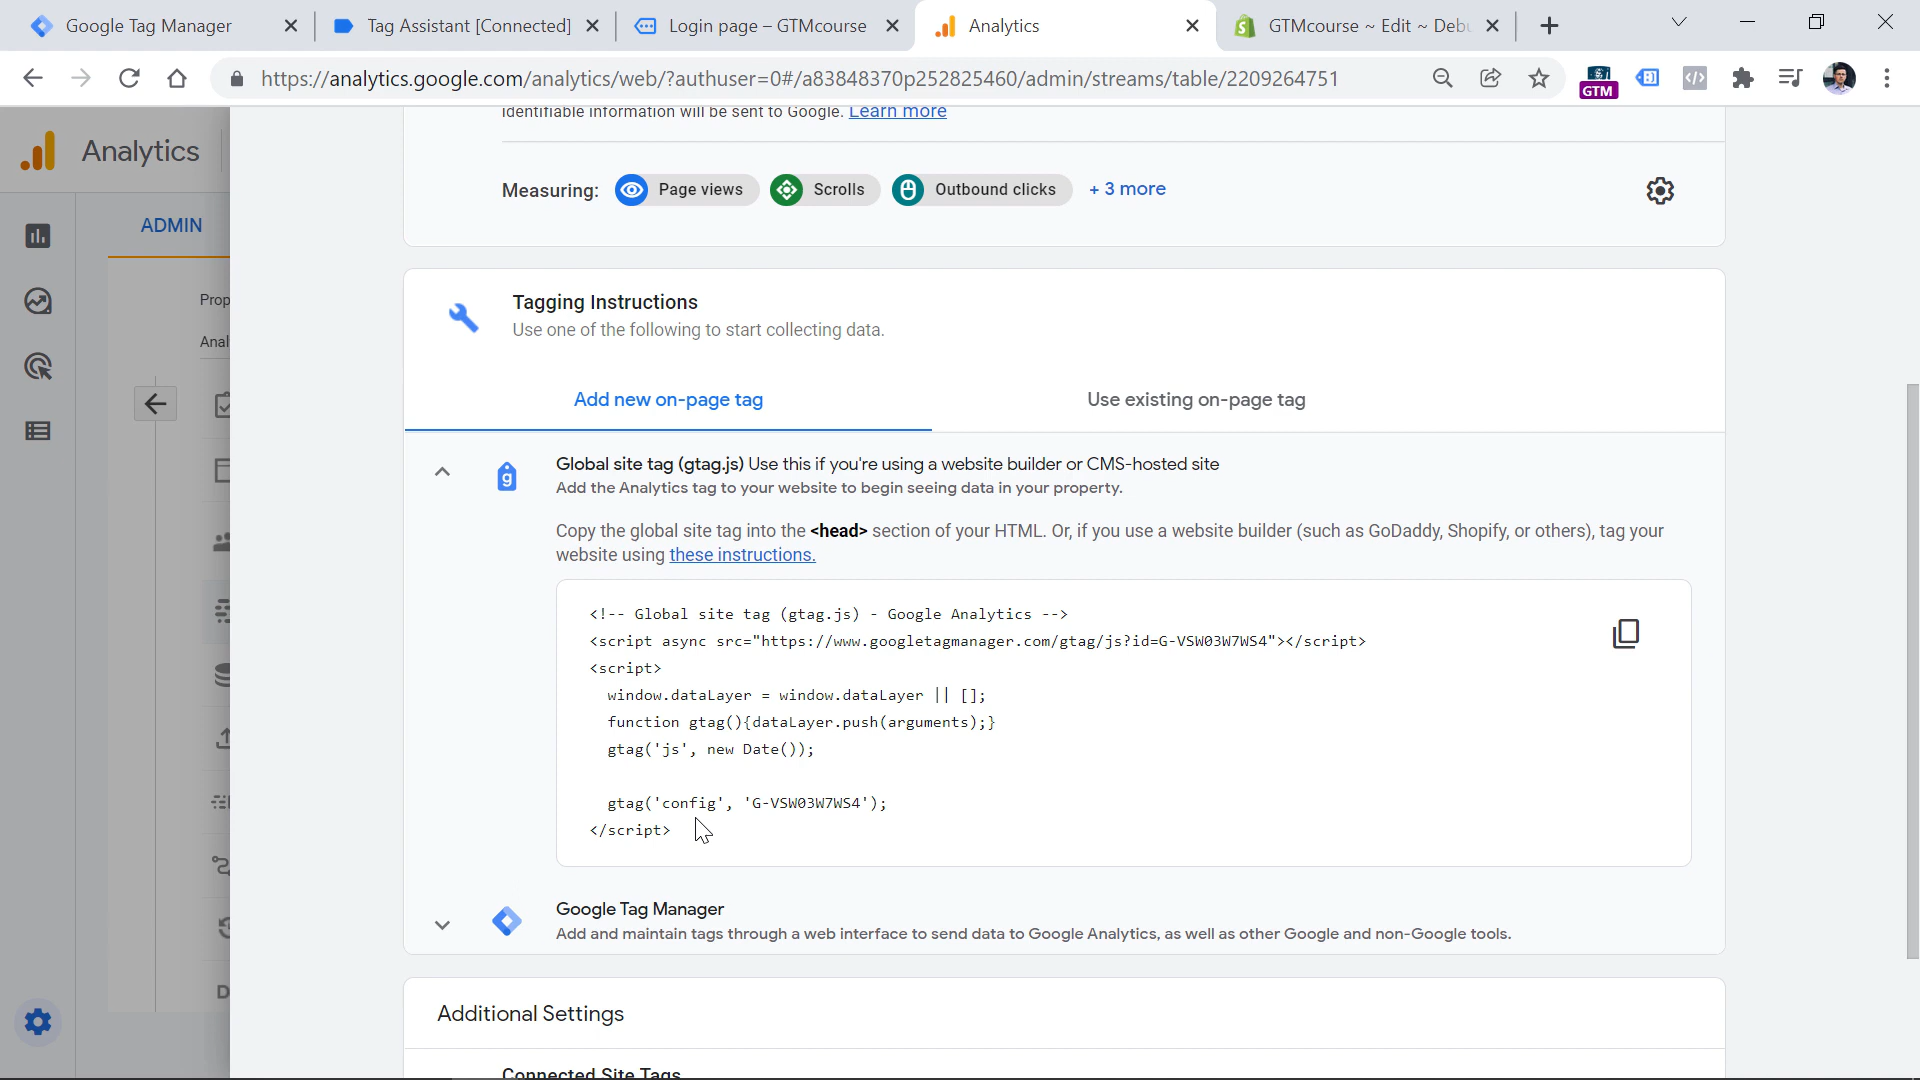 Google Tag Manager
Tag Assistant [Connected]
Login page – GTMcourse
Analytics
GTMcourse ~ Edit ~ Debu
https://analytics.google.com/analytics/web/?authuser=0#/a83848370p252825460/admin/streams/table/2209264751
GTM
Analytics
identifiable information will be sent to Google. Learn more
Measuring: Page views Scrolls Outbound clicks + 3 more
ADMIN
Prop
Anal
Tagging Instructions
Use one of the following to start collecting data.
Add new on-page tag
Use existing on-page tag
g
Global site tag (gtag.js) Use this if you're using a website builder or CMS-hosted site
Add the Analytics tag to your website to begin seeing data in your property.
Copy the global site tag into the <head> section of your HTML. Or, if you use a website builder (such as GoDaddy, Shopify, or others), tag your
website using these instructions.
<!-- Global site tag (gtag.js) - Google Analytics -->
<script async src="https://www.googletagmanager.com/gtag/js?id=G-VSW03W7WS4"></script>
<script>
window.dataLayer = window.dataLayer || [];
function gtag(){dataLayer.push(arguments);}
gtag('js', new Date());
gtag('config', 'G-VSW03W7WS4');
</script>
Google Tag Manager
Add and maintain tags through a web interface to send data to Google Analytics, as well as other Google and non-Google tools.
D
Additional Settings
Connected Site Tags